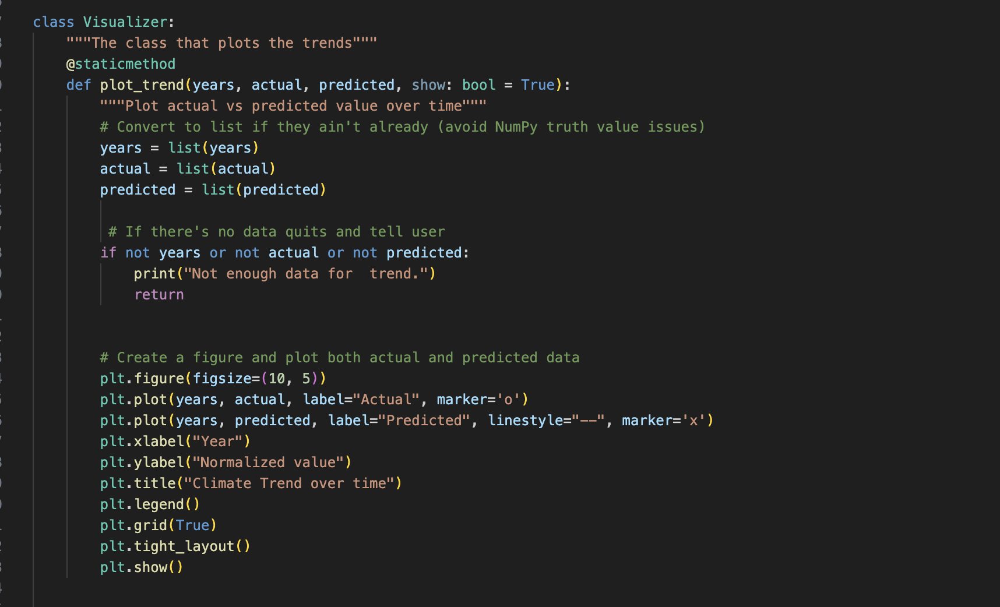 class Visualizer:
    """The class that plots the trends"""
    @staticmethod
    def plot_trend(years, actual, predicted, show: bool = True):
        """Plot actual vs predicted value over time"""
        # Convert to list if they ain't already (avoid NumPy truth value issues)
        years = list(years)
        actual = list(actual)
        predicted = list(predicted)

         # If there's no data quits and tell user
        if not years or not actual or not predicted:
            print("Not enough data for  trend.")
            return


        # Create a figure and plot both actual and predicted data
        plt.figure(figsize=(10, 5))
        plt.plot(years, actual, label="Actual", marker='o')
        plt.plot(years, predicted, label="Predicted", linestyle="--", marker='x')
        plt.xlabel("Year")
        plt.ylabel("Normalized value")
        plt.title("Climate Trend over time")
        plt.legend()
        plt.grid(True)
        plt.tight_layout()
        plt.show()